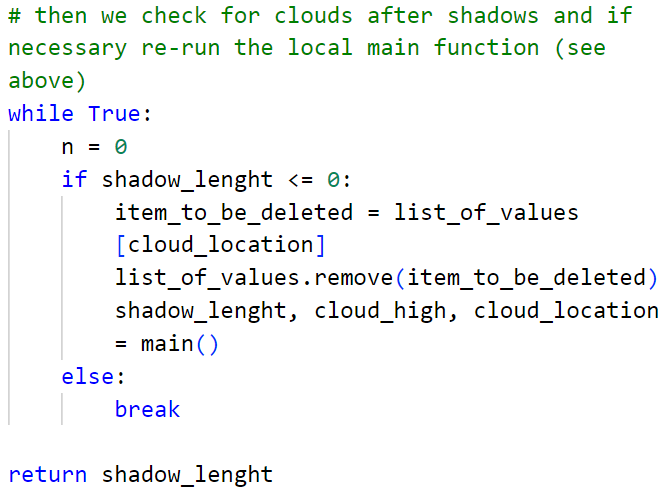 # then we check for clouds after shadows and if
necessary re-run the local main function (see
above)
while True:
    n = 0
    if shadow_lenght <= 0:
        item_to_be_deleted = list_of_values
        [cloud_location]
        list_of_values.remove(item_to_be_deleted)
        shadow_lenght, cloud_high, cloud_location
        = main()
    else:
        break

return shadow_lenght